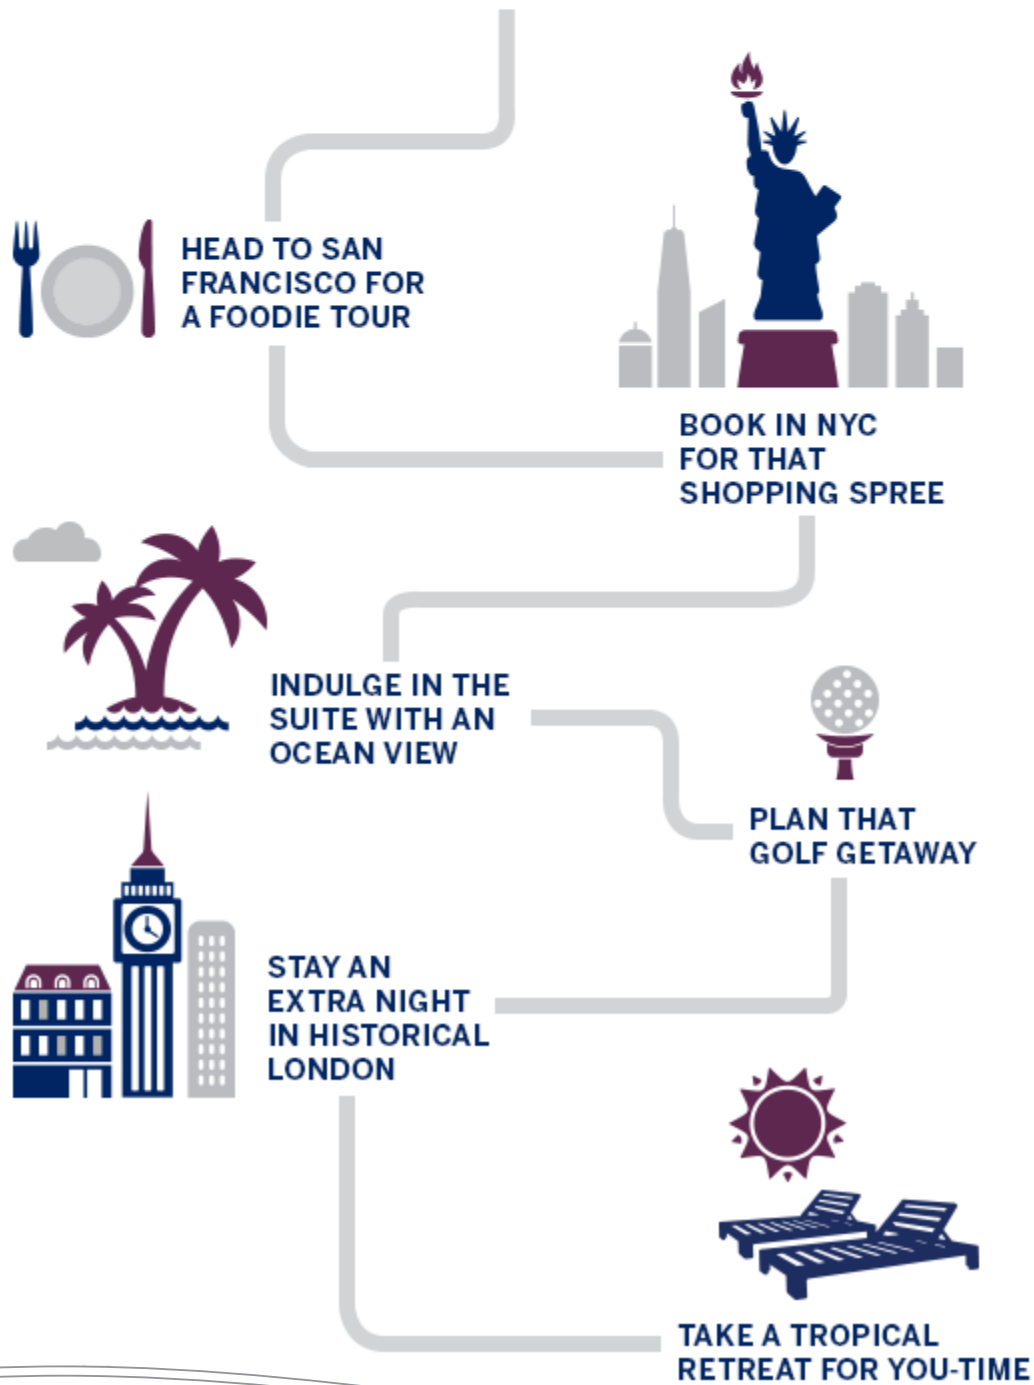 HEAD TO SAN
FRANCISCO FOR
A FOODIE TOUR
BOOK IN NYC
FOR THAT
SHOPPING SPREE
INDULGE IN THE
SUITE WITH AN
OCEAN VIEW
PLAN THAT
GOLF GETAWAY
STAY AN
EXTRA NIGHT
IN HISTORICAL
LONDON
TAKE A TROPICAL
RETREAT FOR YOU-TIME